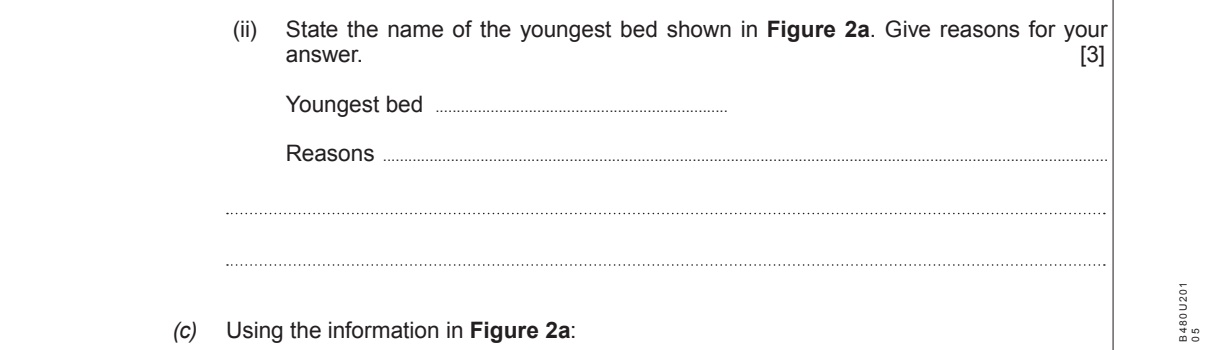 (ii) State the name of the youngest bed shown in Figure 2a. Give reasons for your
answer. [3]
Youngest bed
Reasons
(c) Using the information in Figure 2a:
B480U201
05